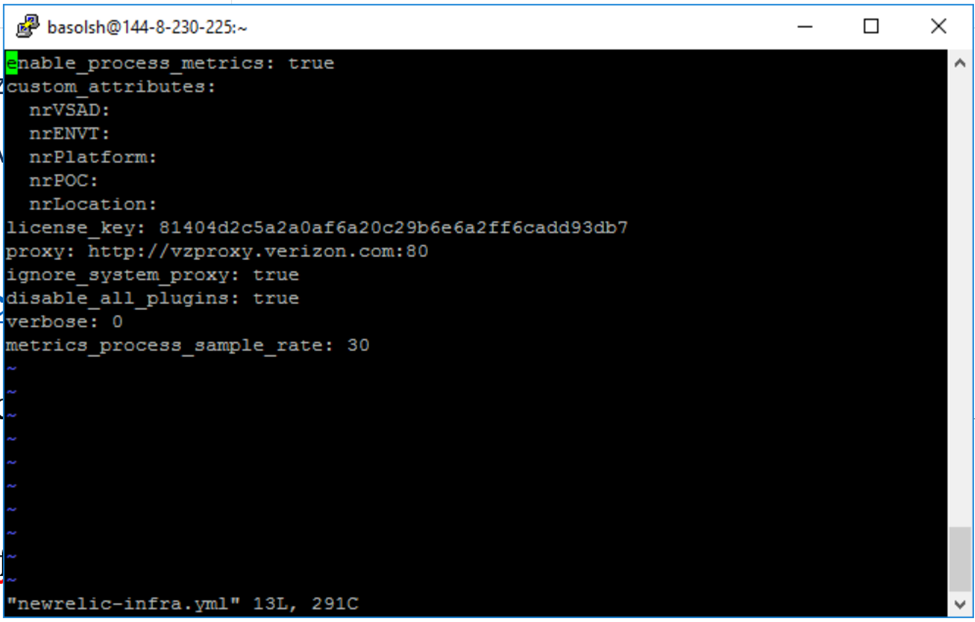 basolsh@144-8-230-225:~
enable_process_metrics: true
custom_attributes:
  nrVSAD:
  nrENVT:
  nrPlatform:
  nrPOC:
  nrLocation:
license_key: 81404d2c5a2a0af6a20c29b6e6a2ff6cadd93db7
proxy: http://vzproxy.verizon.com:80
ignore_system_proxy: true
disable_all_plugins: true
verbose: 0
metrics_process_sample_rate: 30
~
~
~
~
~
~
~
~
~
~
"newrelic-infra.yml" 13L, 291C